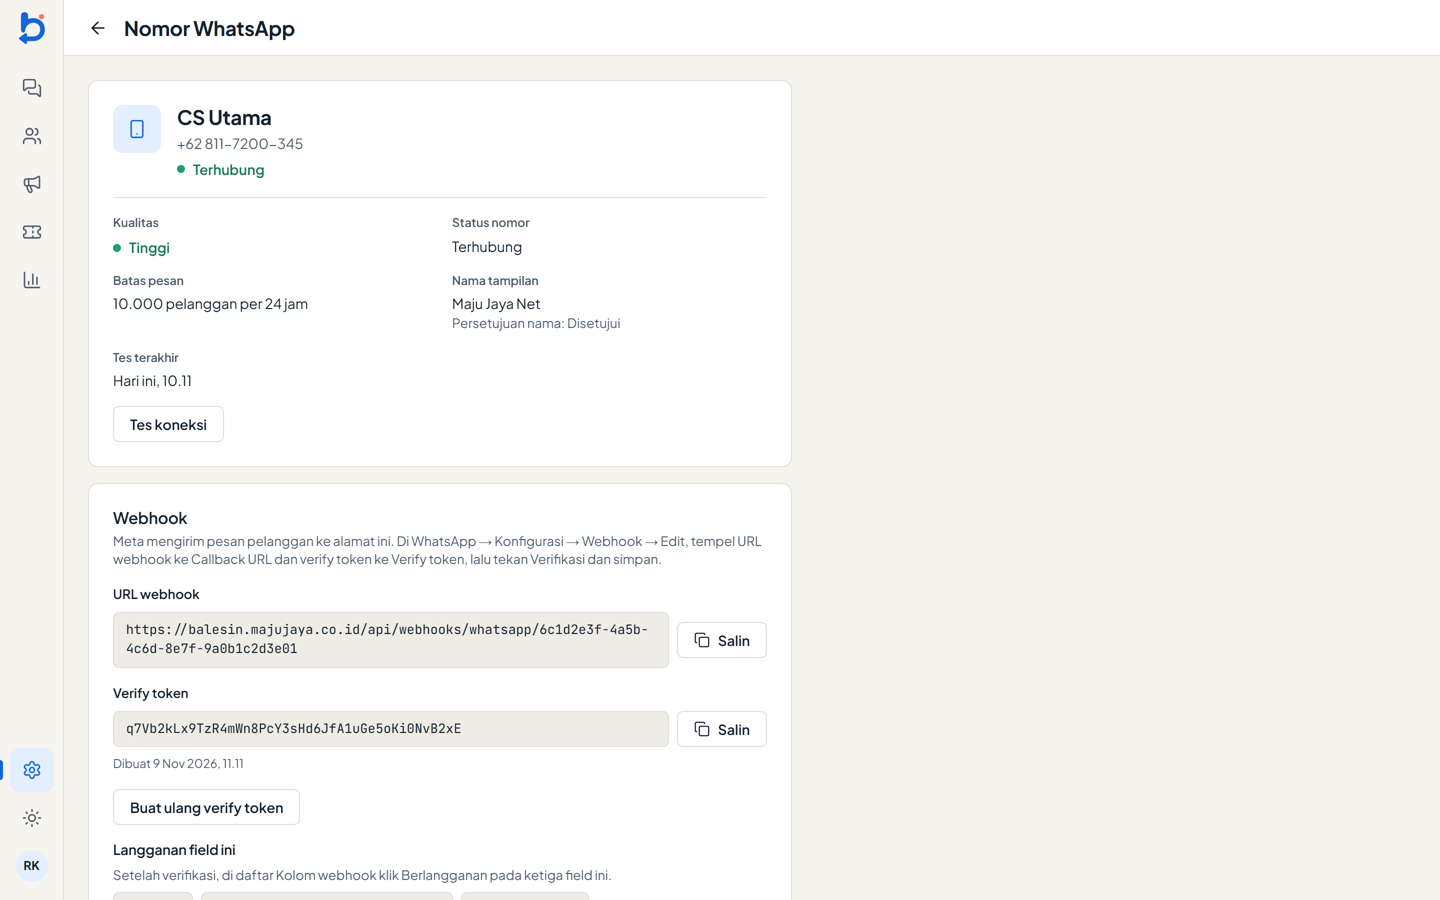 Nomor WhatsApp
CS Utama
+62 811-7200-345
Terhubung
Kualitas
Tinggi
Status nomor
Terhubung
Batas pesan
10.000 pelanggan per 24 jam
Nama tampilan
Maju Jaya Net
Persetujuan nama: Disetujui
Tes terakhir
Hari ini, 10.11
Tes koneksi
Webhook
Meta mengirim pesan pelanggan ke alamat ini. Di WhatsApp → Konfigurasi → Webhook → Edit, tempel URL
webhook ke Callback URL dan verify token ke Verify token, lalu tekan Verifikasi dan simpan.
URL webhook
https://balesin.majujaya.co.id/api/webhooks/whatsapp/6c1d2e3f-4a5b-
4c6d-8e7f-9a0b1c2d3e01
Salin
Verify token
q7Vb2kLx9TzR4mWn8PcY3sHd6JfA1uGe5oKi0NvB2xE
Salin
Dibuat 9 Nov 2026, 11.11
Buat ulang verify token
Langganan field ini
Setelah verifikasi, di daftar Kolom webhook klik Berlangganan pada ketiga field ini.
RK